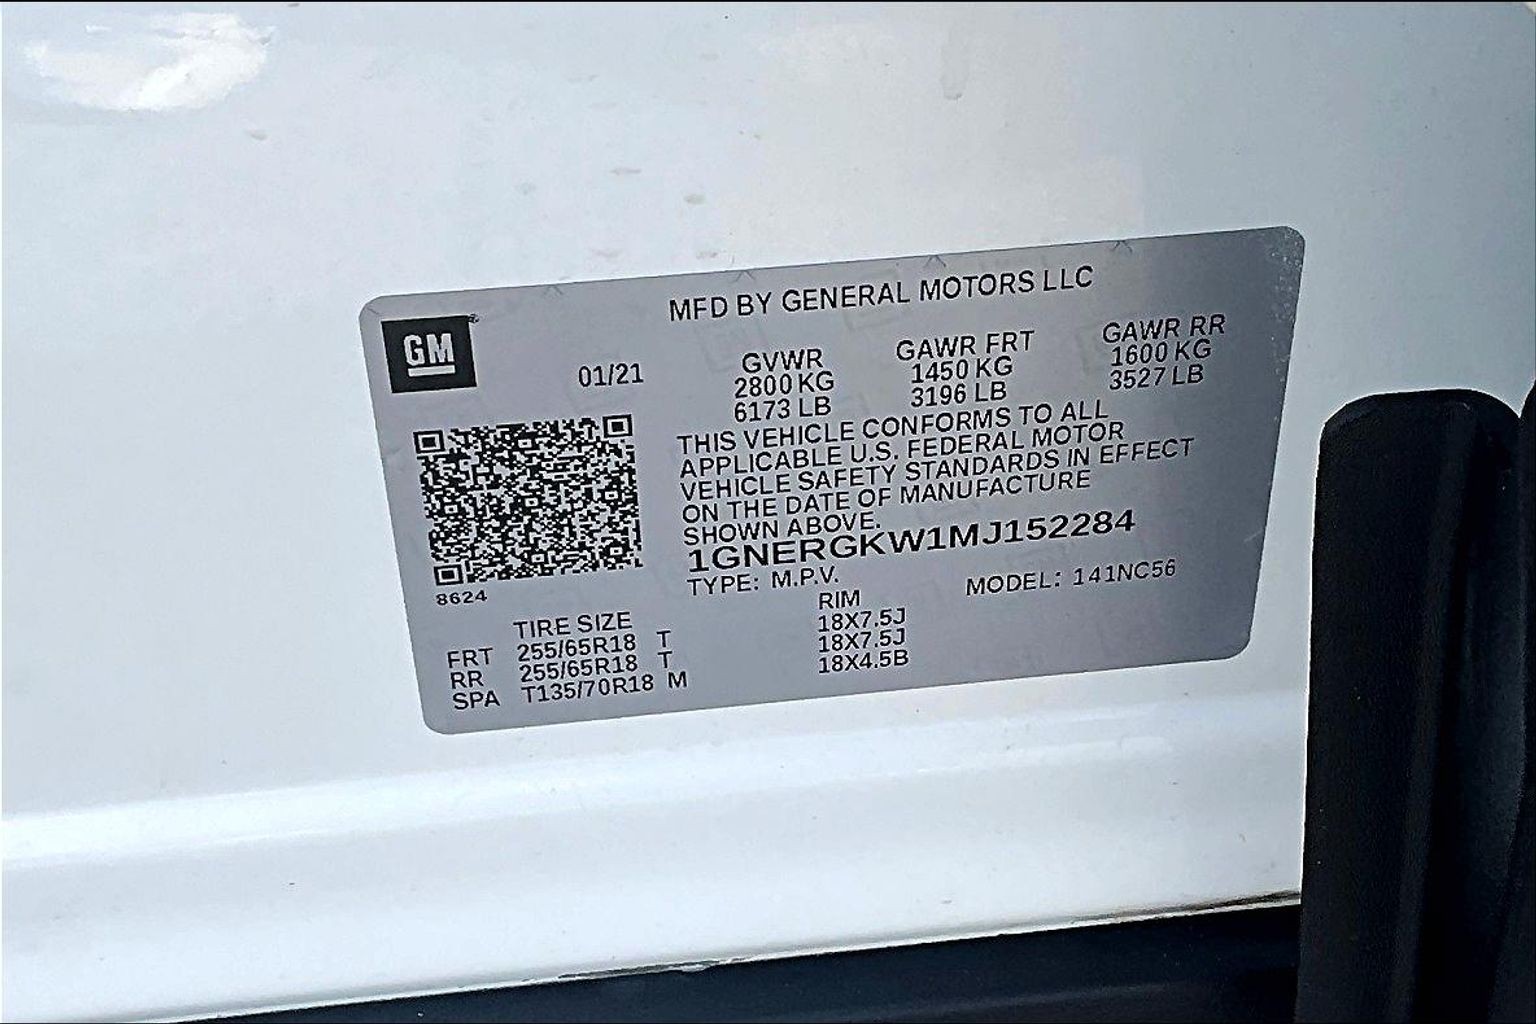 MFD BY GENERAL MOTORS LLC
GM
01/21
GVWR
2800 KG
6173 LB
GAWR FRT
1450 KG
3196 LB
GAWR RR
1600 KG
3527 LB
THIS VEHICLE CONFORMS TO ALL
APPLICABLE U.S. FEDERAL MOTOR
VEHICLE SAFETY STANDARDS IN EFFECT
ON THE DATE OF MANUFACTURE
SHOWN ABOVE.
1GNERGKW1MJ152284
TYPE: M.P.V. MODEL: 141NC56
8624
TIRE SIZE RIM
FRT 255/65R18 T 18X7.5J
RR 255/65R18 T 18X7.5J
SPA T135/70R18 M 18X4.5B